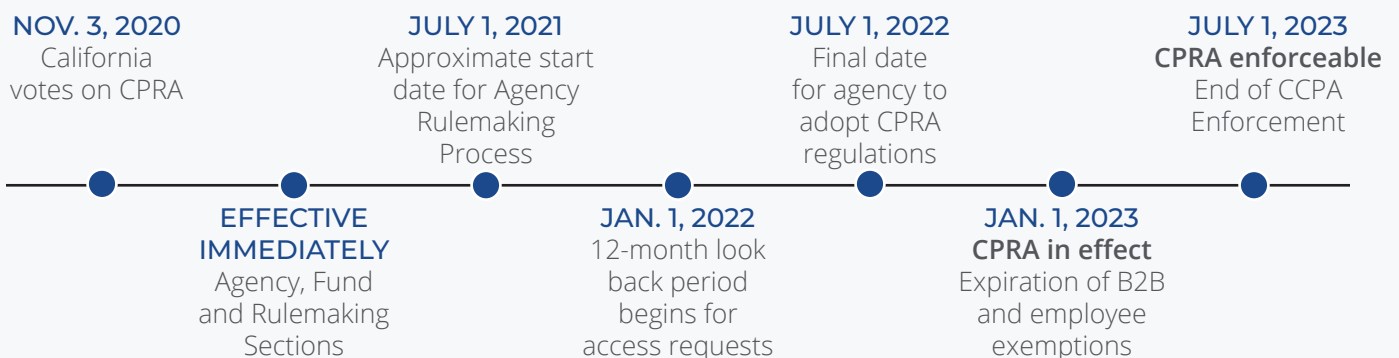 NOV. 3, 2020
California
votes on CPRA
EFFECTIVE
IMMEDIATELY
Agency, Fund
and Rulemaking
Sections
JULY 1, 2021
Approximate start
date for Agency
Rulemaking
Process
JAN. 1, 2022
12-month look
back period
begins for
access requests
JULY 1, 2022
Final date
for agency to
adopt CPRA
regulations
JAN. 1, 2023
CPRA in effect
Expiration of B2B
and employee
exemptions
JULY 1, 2023
CPRA enforceable
End of CCPA
Enforcement